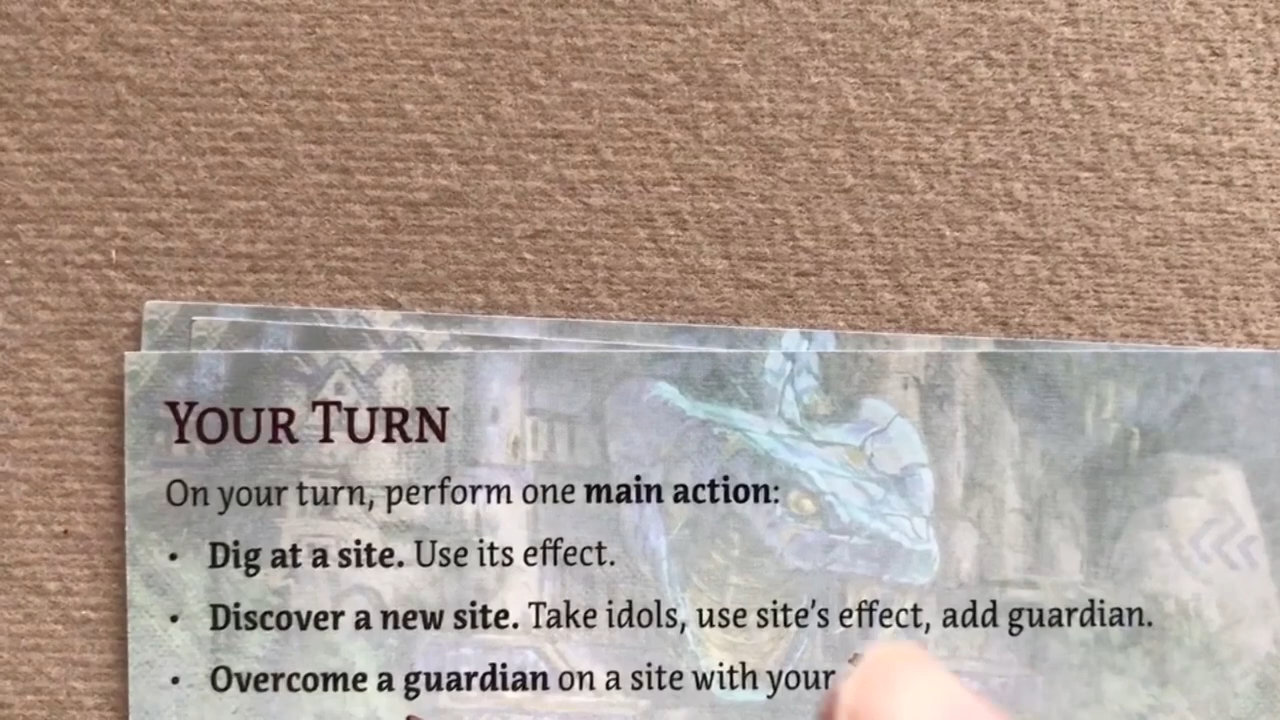 YOUR TURN
On your turn, perform one main action:
• Dig at a site. Use its effect.
• Discover a new site. Take idols, use site's effect, add guardian.
• Overcome a guardian on a site with your